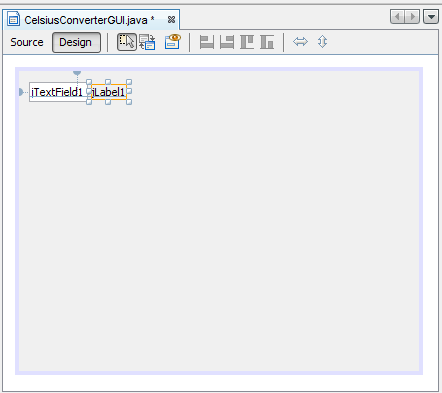 CelsiusConverterGUI.java *
Source Design
jTextField1 jLabel1